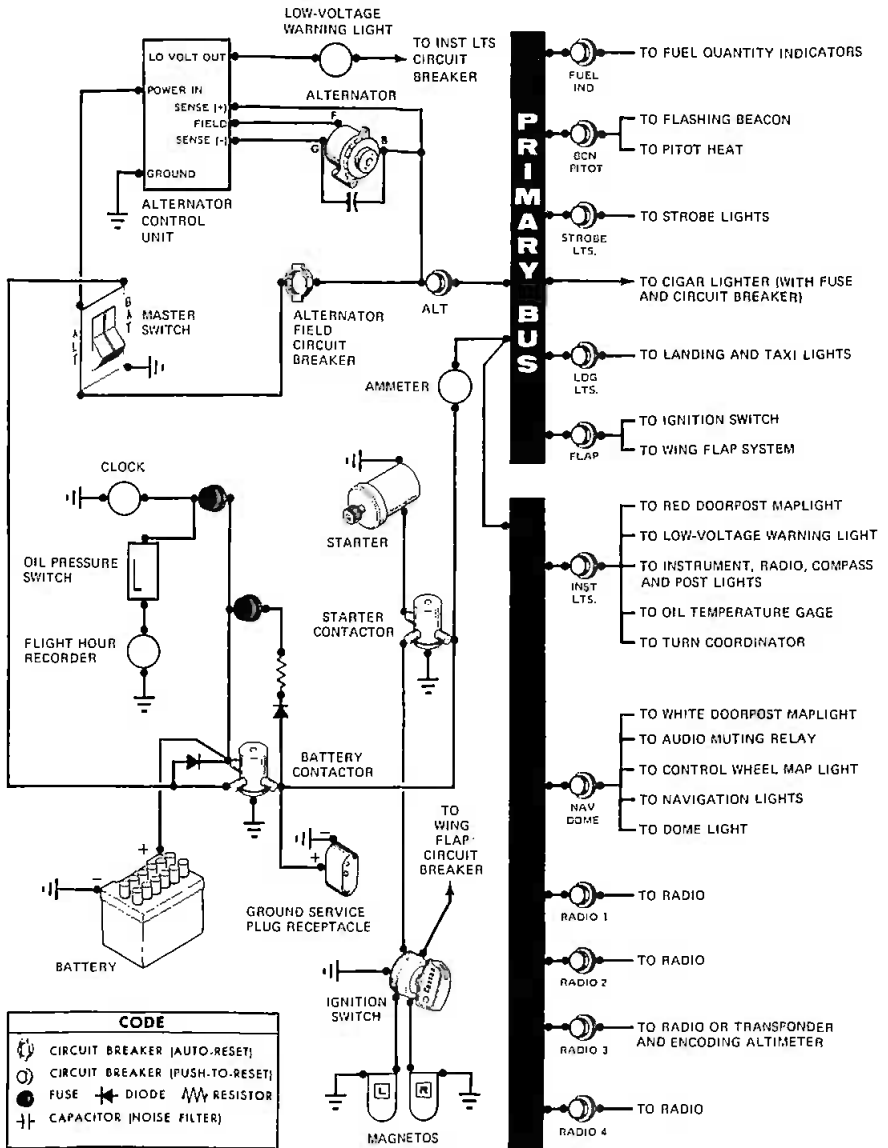 LOW-VOLTAGE
WARNING LIGHT
TO INST LTS
CIRCUIT
BREAKER
LO VOLT OUT
POWER IN
SENSE (+)
FIELD
SENSE (-)
GROUND
ALTERNATOR
CONTROL
UNIT
ALTERNATOR
F
G
B
BAT
ALT
MASTER
SWITCH
ALTERNATOR
FIELD
CIRCUIT
BREAKER
ALT
AMMETER
CLOCK
OIL PRESSURE
SWITCH
FLIGHT HOUR
RECORDER
STARTER
STARTER
CONTACTOR
BATTERY
CONTACTOR
+
-
BATTERY
-
+
GROUND SERVICE
PLUG RECEPTACLE
TO
WING
FLAP
CIRCUIT
BREAKER
IGNITION
SWITCH
L
R
MAGNETOS
PRIMARY BUS
FUEL
IND
TO FUEL QUANTITY INDICATORS
BCN
PITOT
TO FLASHING BEACON
TO PITOT HEAT
STROBE
LTS.
TO STROBE LIGHTS
TO CIGAR LIGHTER (WITH FUSE
AND CIRCUIT BREAKER)
LDG
LTS.
TO LANDING AND TAXI LIGHTS
FLAP
TO IGNITION SWITCH
TO WING FLAP SYSTEM
INST
LTS.
TO RED DOORPOST MAPLIGHT
TO LOW-VOLTAGE WARNING LIGHT
TO INSTRUMENT, RADIO, COMPASS
AND POST LIGHTS
TO OIL TEMPERATURE GAGE
TO TURN COORDINATOR
NAV
DOME
TO WHITE DOORPOST MAPLIGHT
TO AUDIO MUTING RELAY
TO CONTROL WHEEL MAP LIGHT
TO NAVIGATION LIGHTS
TO DOME LIGHT
RADIO 1
TO RADIO
RADIO 2
TO RADIO
RADIO 3
TO RADIO OR TRANSPONDER
AND ENCODING ALTIMETER
RADIO 4
TO RADIO
CODE
CIRCUIT BREAKER (AUTO-RESET)
CIRCUIT BREAKER (PUSH-TO-RESET)
FUSE DIODE RESISTOR
CAPACITOR (NOISE FILTER)